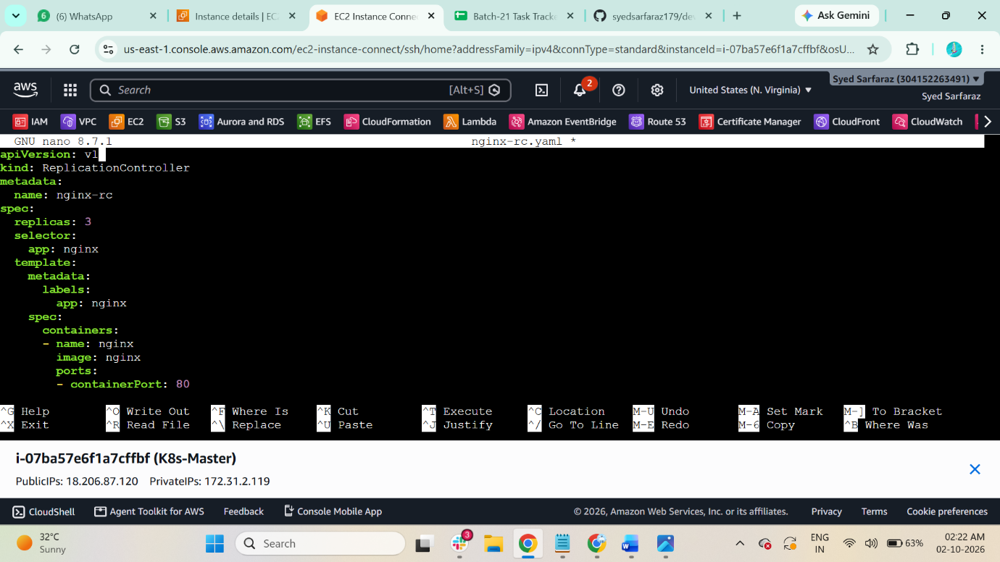 (6) WhatsApp
Instance details | EC
EC2 Instance Conne
Batch-21 Task Track
syedsarfaraz179/dev
Ask Gemini
us-east-1.console.aws.amazon.com/ec2-instance-connect/ssh/home?addressFamily=ipv4&connType=standard&instanceId=i-07ba57e6f1a7cffbf&osU...
aws
Search [Alt+S]
2
United States (N. Virginia) ▼
Syed Sarfaraz (304152263491) ▼
Syed Sarfaraz
IAM VPC EC2 S3 Aurora and RDS EFS CloudFormation Lambda Amazon EventBridge Route 53 Certificate Manager CloudFront CloudWatch
GNU nano 8.7.1 nginx-rc.yaml *
apiVersion: v1
kind: ReplicationController
metadata:
  name: nginx-rc
spec:
  replicas: 3
  selector:
    app: nginx
  template:
    metadata:
      labels:
        app: nginx
    spec:
      containers:
      - name: nginx
        image: nginx
        ports:
        - containerPort: 80
^G Help ^O Write Out ^F Where Is ^K Cut ^T Execute ^C Location M-U Undo M-A Set Mark M-] To Bracket
^X Exit ^R Read File ^\ Replace ^U Paste ^J Justify ^/ Go To Line M-E Redo M-6 Copy ^B Where Was
i-07ba57e6f1a7cffbf (K8s-Master)
PublicIPs: 18.206.87.120 PrivateIPs: 172.31.2.119
CloudShell Agent Toolkit for AWS Feedback Console Mobile App © 2026, Amazon Web Services, Inc. or its affiliates. Privacy Terms Cookie preferences
32°C
Sunny
Search
3
ENG
IN
63%
02:22 AM
02-10-2026